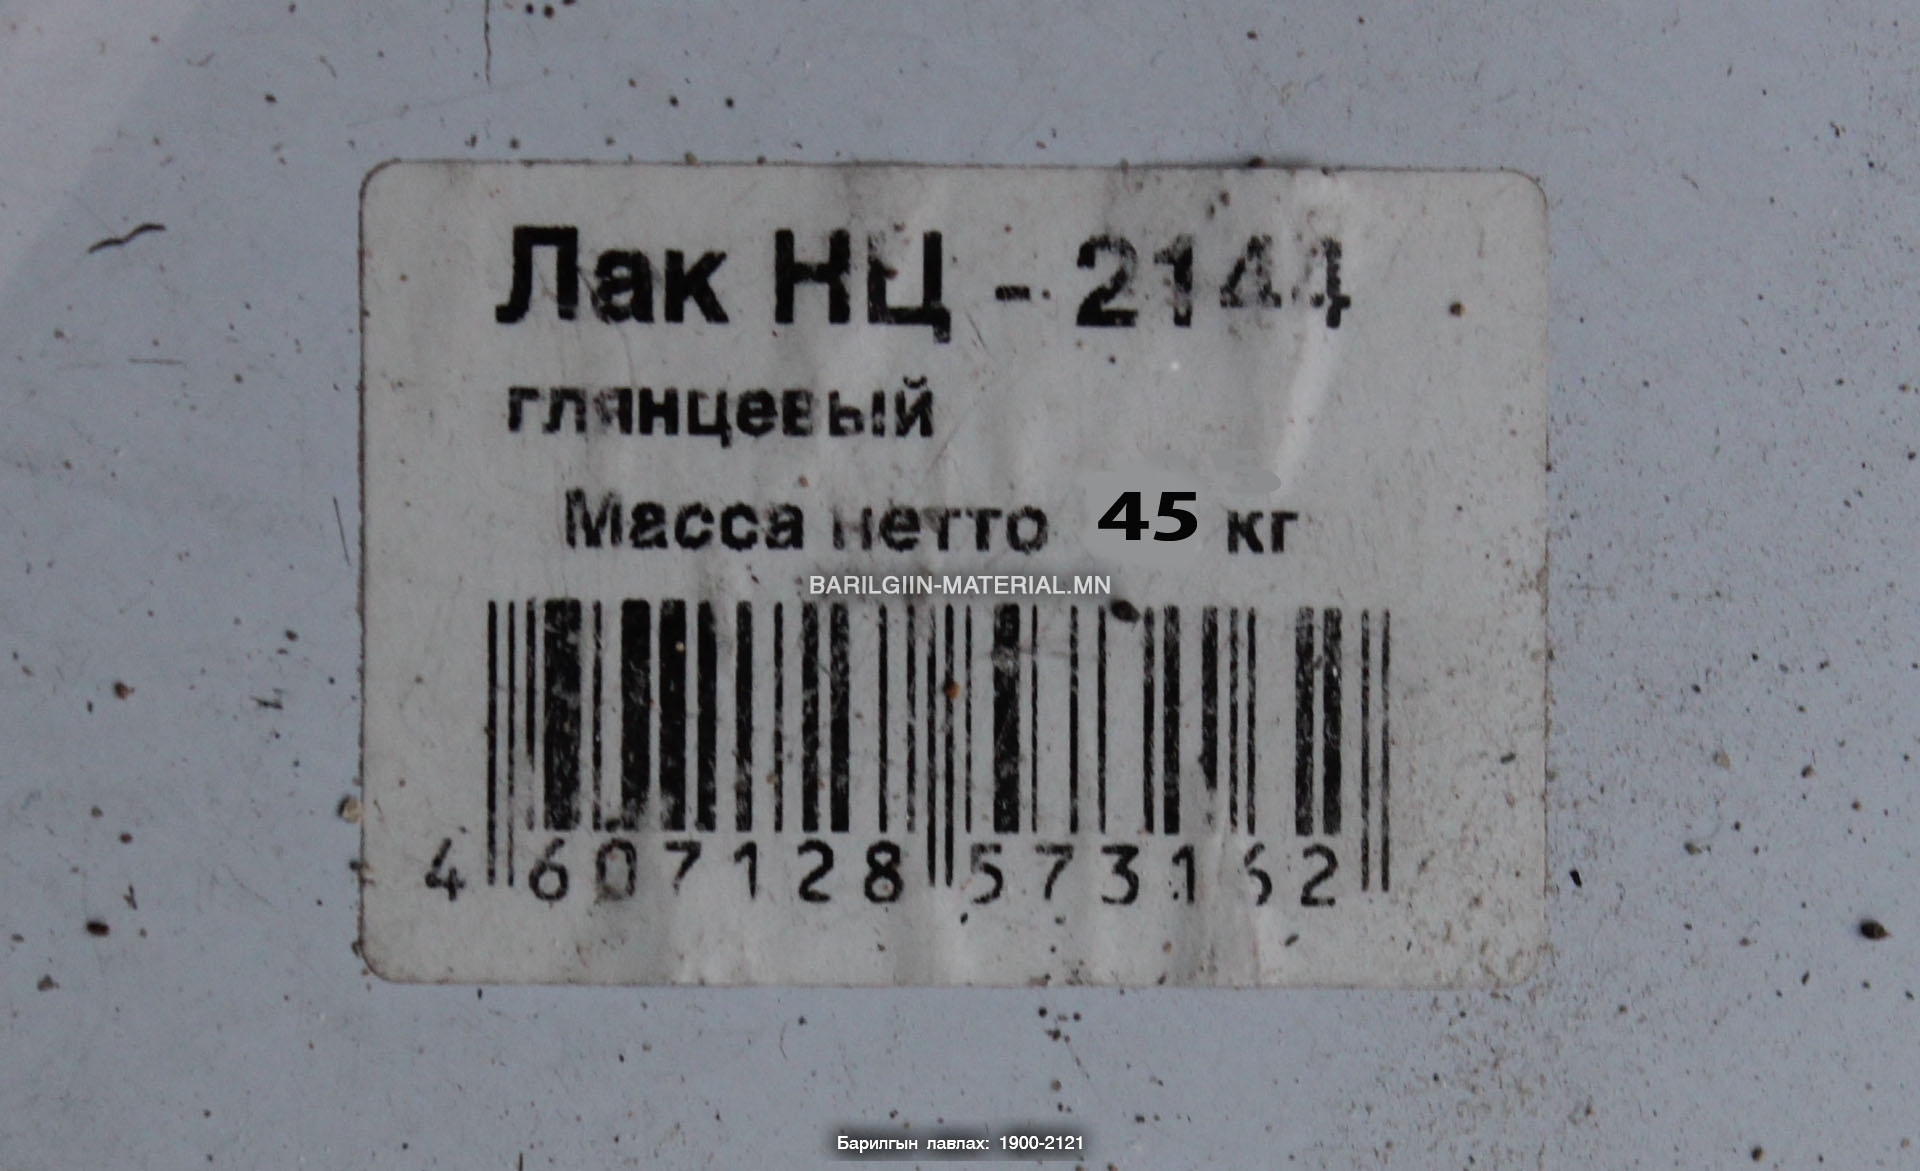 Лак НЦ - 2144
глянцевый
Масса нетто 45 кг
BARILGIIN-MATERIAL.MN
4 607128 573162
Барилгын лавлах: 1900-2121